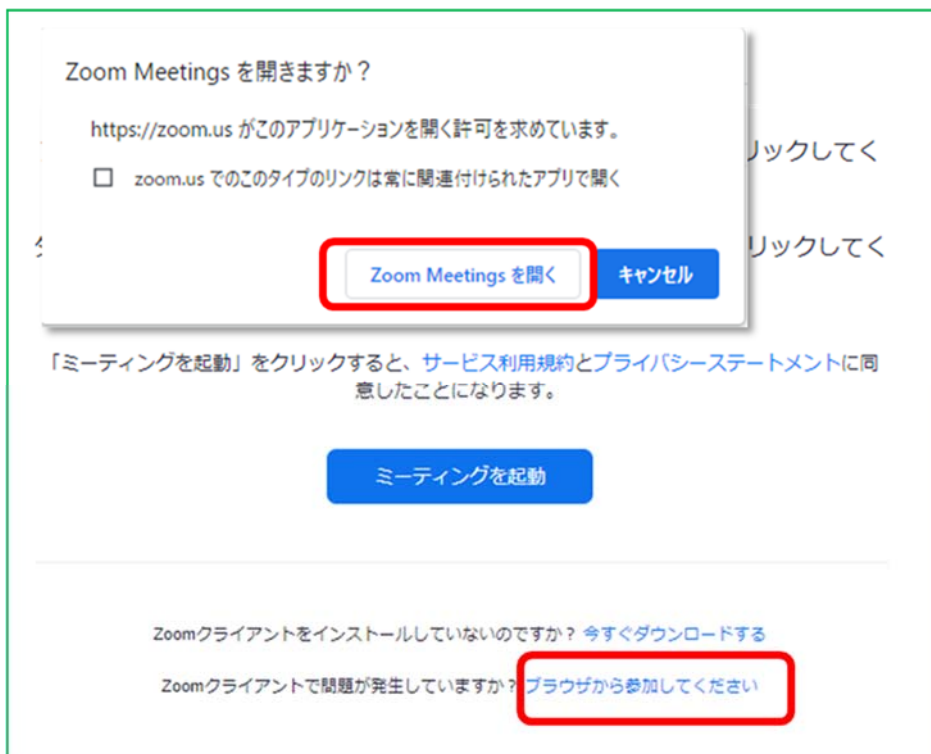 Zoom Meetings を開きますか？
https://zoom.us がこのアプリケーションを開く許可を求めています。
zoom.us でのこのタイプのリンクは常に関連付けられたアプリで開く
リックしてく
リックしてく
Zoom Meetings を開く
キャンセル
「ミーティングを起動」をクリックすると、サービス利用規約とプライバシーステートメントに同
意したことになります。
ミーティングを起動
Zoomクライアントをインストールしていないのですか？ 今すぐダウンロードする
Zoomクライアントで問題が発生していますか？ ブラウザから参加してください